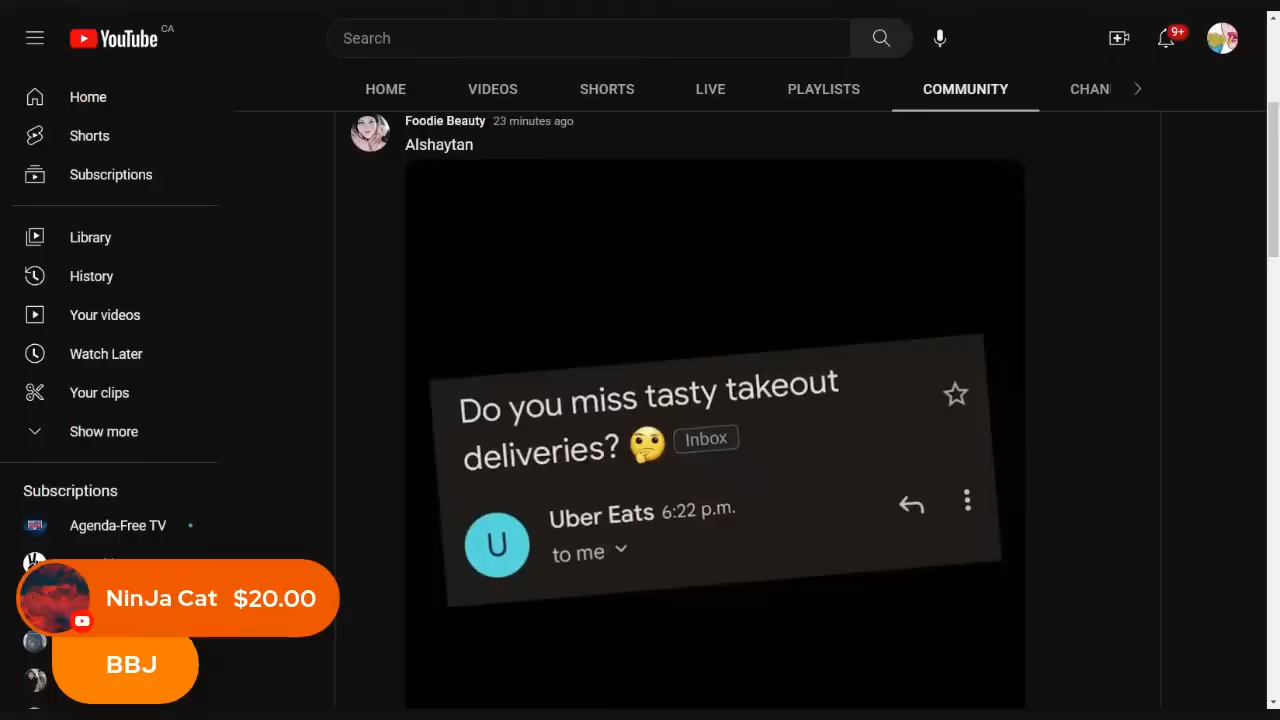 YouTube CA
Search
9+
HOME VIDEOS SHORTS LIVE PLAYLISTS COMMUNITY CHAN
Home
Shorts
Subscriptions
Library
History
Your videos
Watch Later
Your clips
Show more
Subscriptions
Agenda-Free TV
Foodie Beauty 23 minutes ago
Alshaytan
Do you miss tasty takeout
deliveries? 🤔 Inbox
U
Uber Eats 6:22 p.m.
to me
NinJa Cat $20.00
BBJ